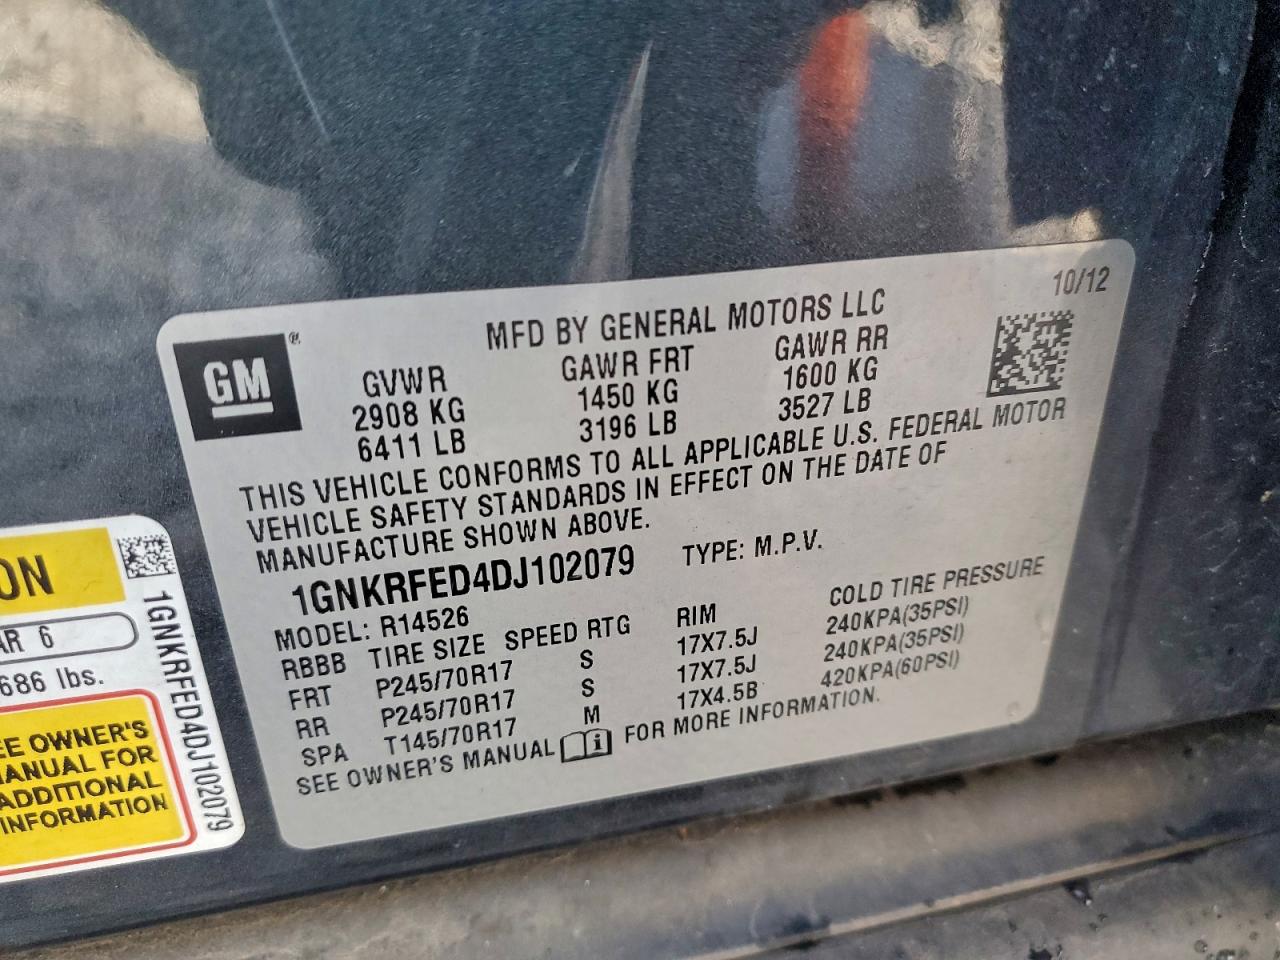 10/12
GM®
MFD BY GENERAL MOTORS LLC
GVWR GAWR FRT GAWR RR
2908 KG 1450 KG 1600 KG
6411 LB 3196 LB 3527 LB
THIS VEHICLE CONFORMS TO ALL APPLICABLE U.S. FEDERAL MOTOR
VEHICLE SAFETY STANDARDS IN EFFECT ON THE DATE OF
MANUFACTURE SHOWN ABOVE.
1GNKRFED4DJ102079 TYPE: M.P.V.
MODEL: R14526
RBBB TIRE SIZE SPEED RTG RIM COLD TIRE PRESSURE
FRT P245/70R17 S 17X7.5J 240KPA(35PSI)
RR P245/70R17 S 17X7.5J 240KPA(35PSI)
SPA T145/70R17 M 17X4.5B 420KPA(60PSI)
SEE OWNER'S MANUAL FOR MORE INFORMATION.
ON
AR 6
686 lbs.
EE OWNER'S
ANUAL FOR
ADDITIONAL
INFORMATION
1GNKRFED4DJ102079